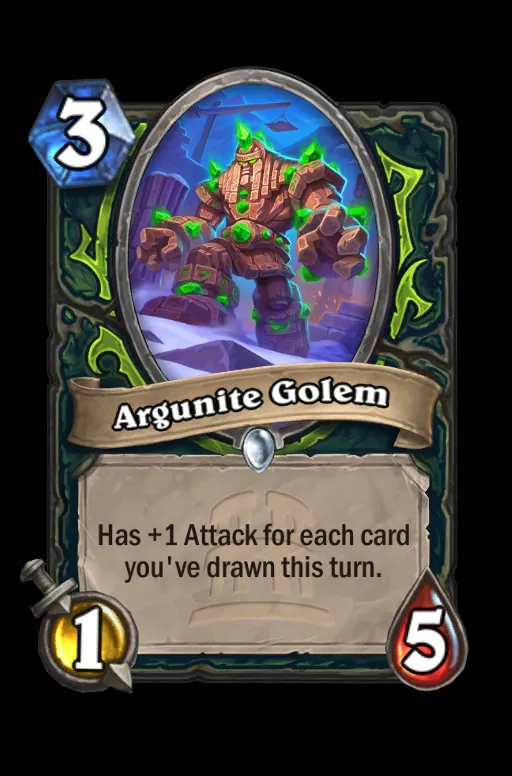 3
Argunite Golem
Has +1 Attack for each card
you've drawn this turn.
1
5